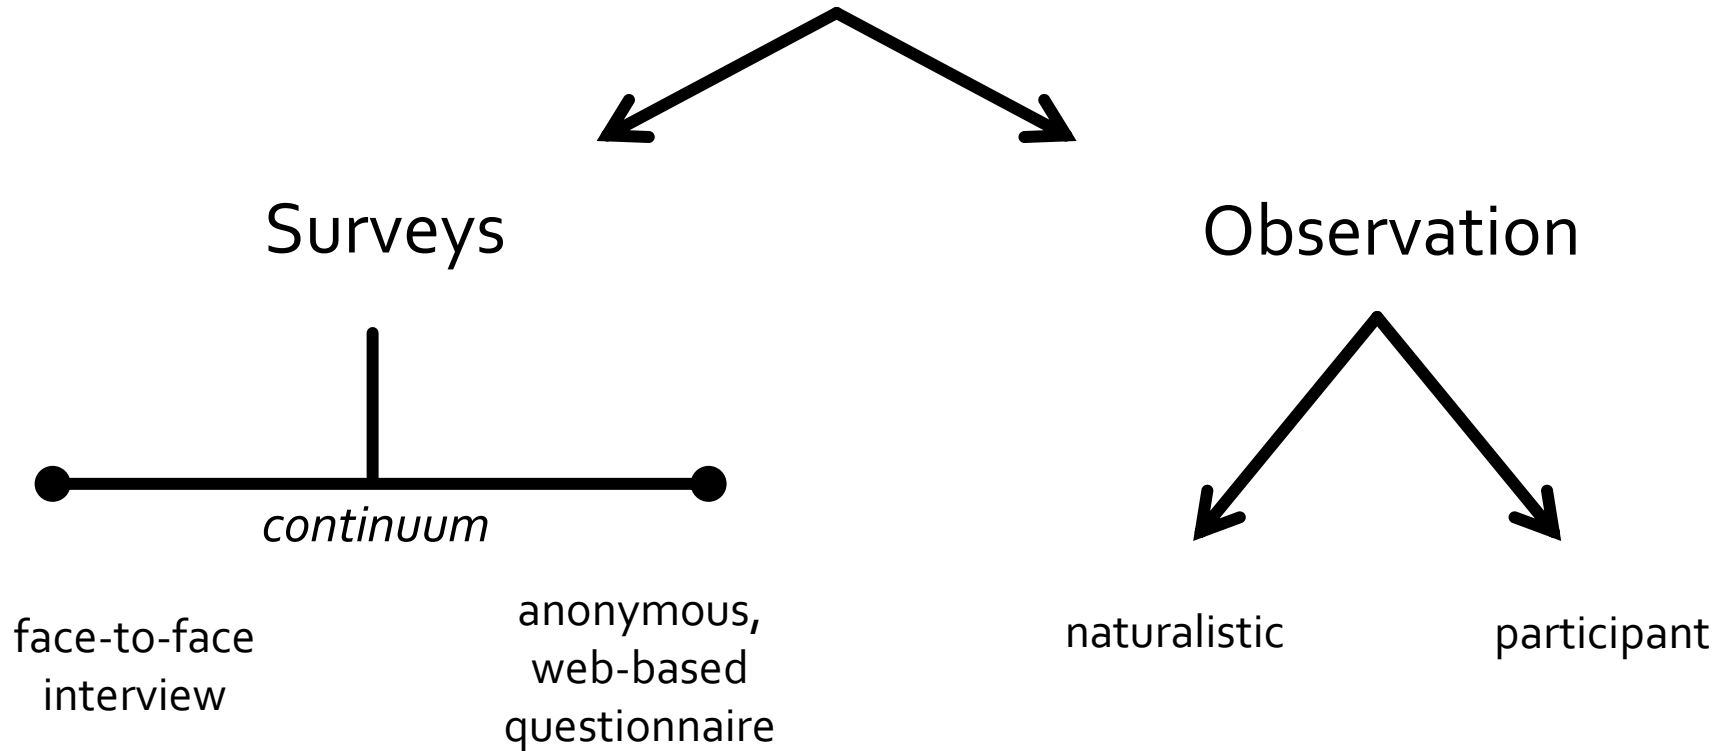 Surveys
Observation
continuum
face-to-face
interview
anonymous,
web-based
questionnaire
naturalistic
participant